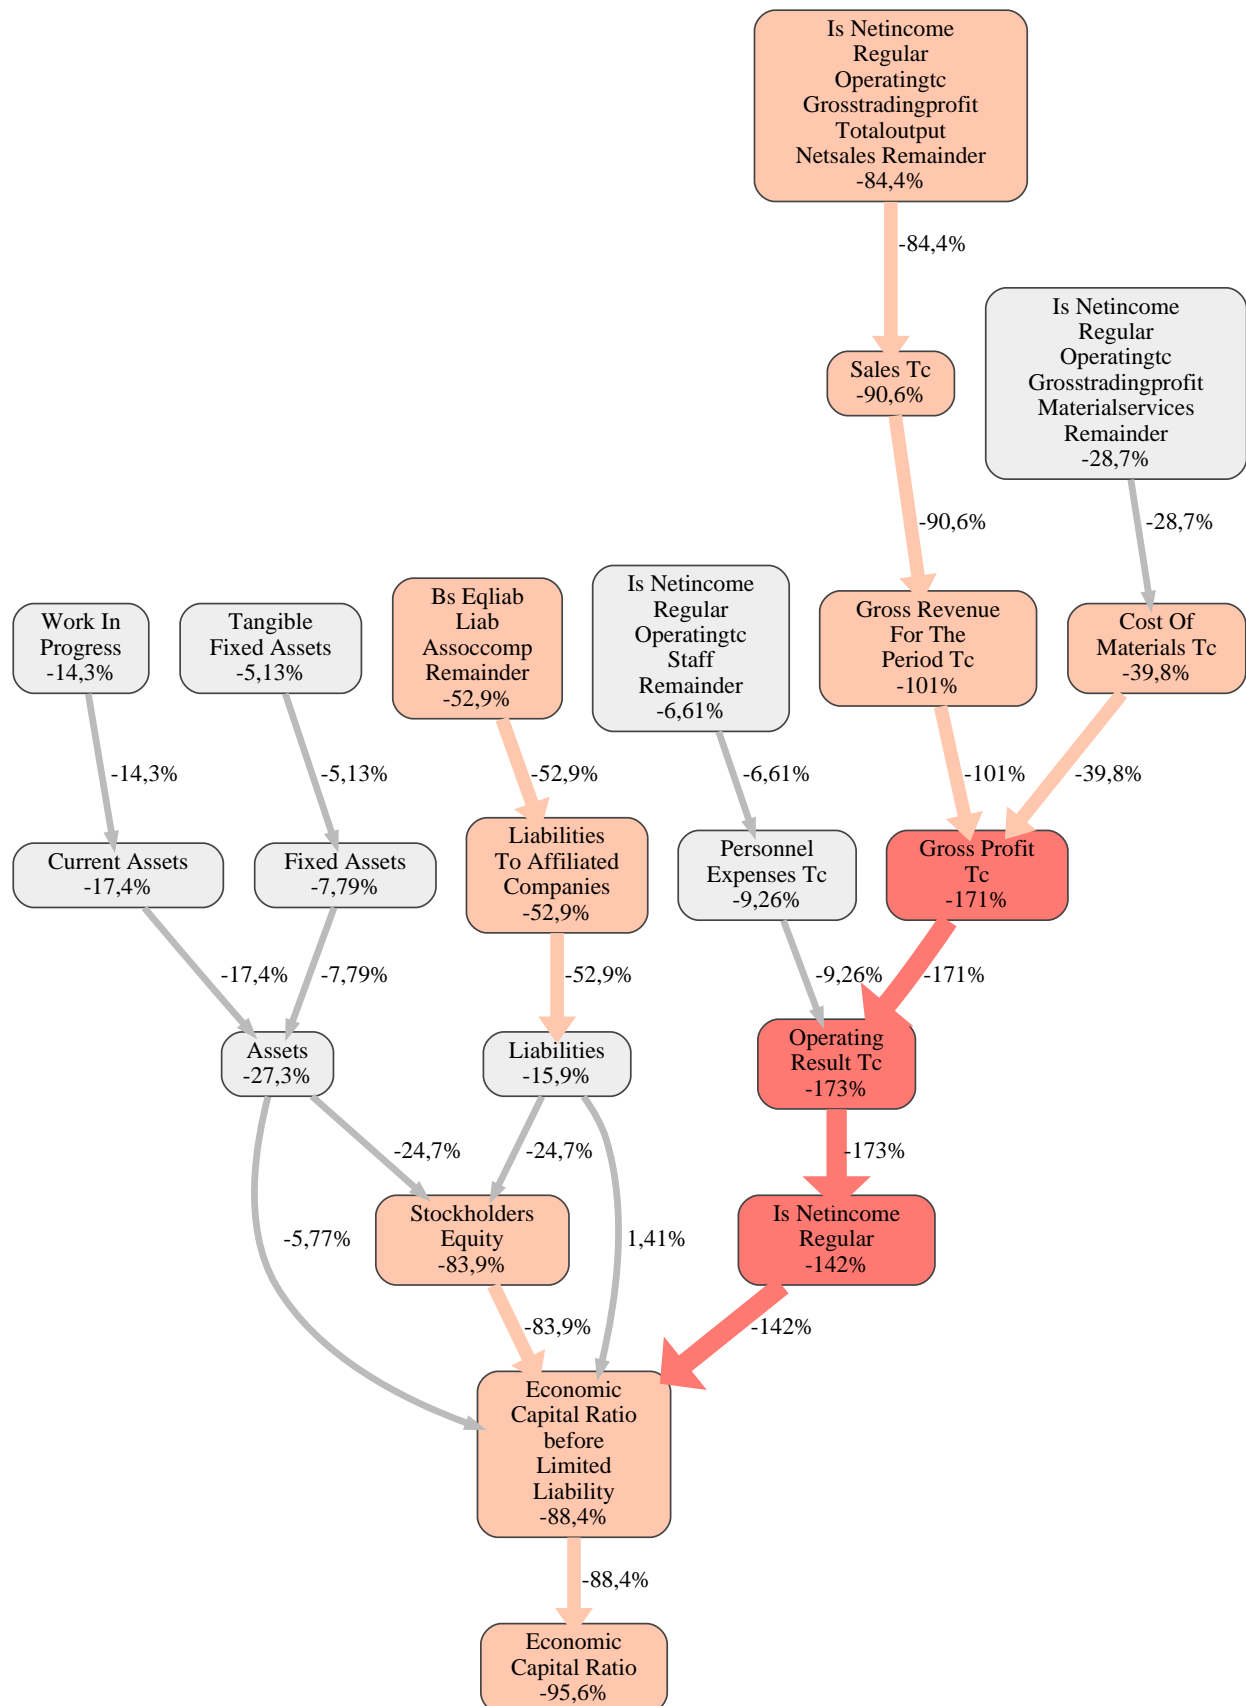 Is Netincome
Regular
Operatingtc
Grosstradingprofit
Totaloutput
Netsales Remainder
-84,4%
-84,4%
Is Netincome
Regular
Operatingtc
Grosstradingprofit
Materialservices
Remainder
-28,7%
Sales Tc
-90,6%
-90,6%
-28,7%
Work In
Progress
-14,3%
Tangible
Fixed Assets
-5,13%
Bs Eqliab
Liab
Assoccomp
Remainder
-52,9%
Is Netincome
Regular
Operatingtc
Staff
Remainder
-6,61%
Gross Revenue
For The
Period Tc
-101%
Cost Of
Materials Tc
-39,8%
-14,3%
-5,13%
-52,9%
-6,61%
-101%
-39,8%
Current Assets
-17,4%
Fixed Assets
-7,79%
Liabilities
To Affiliated
Companies
-52,9%
Personnel
Expenses Tc
-9,26%
Gross Profit
Tc
-171%
-17,4%
-7,79%
-52,9%
-9,26%
-171%
Assets
-27,3%
Liabilities
-15,9%
Operating
Result Tc
-173%
-24,7%
-24,7%
-173%
Stockholders
Equity
-83,9%
Is Netincome
Regular
-142%
-5,77%
1,41%
-83,9%
-142%
Economic
Capital Ratio
before
Limited
Liability
-88,4%
-88,4%
Economic
Capital Ratio
-95,6%